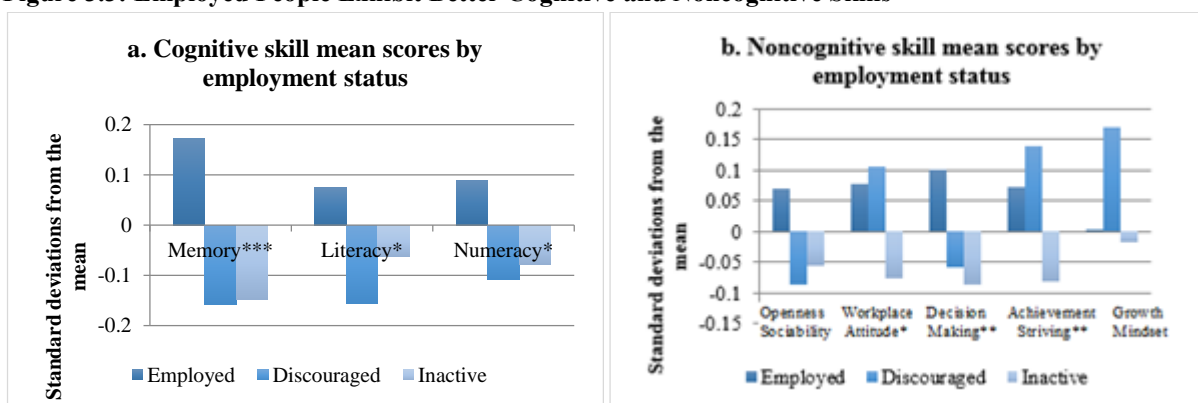 Figure 3.5: Employed People Exhibit Better Cognitive and Noncognitive Skills
a. Cognitive skill mean scores by
employment status
Standard deviations from the
mean
0.2
0.1
0
-0.1
-0.2
Memory***
Literacy*
Numeracy*
Employed
Discouraged
Inactive
b. Noncognitive skill mean scores by
employment status
Standard deviations from the
mean
0.2
0.15
0.1
0.05
0
-0.05
-0.1
-0.15
Openness
Sociability
Workplace
Attitude*
Decision
Making**
Achievement
Striving**
Growth
Mindset
Employed
Discouraged
Inactive